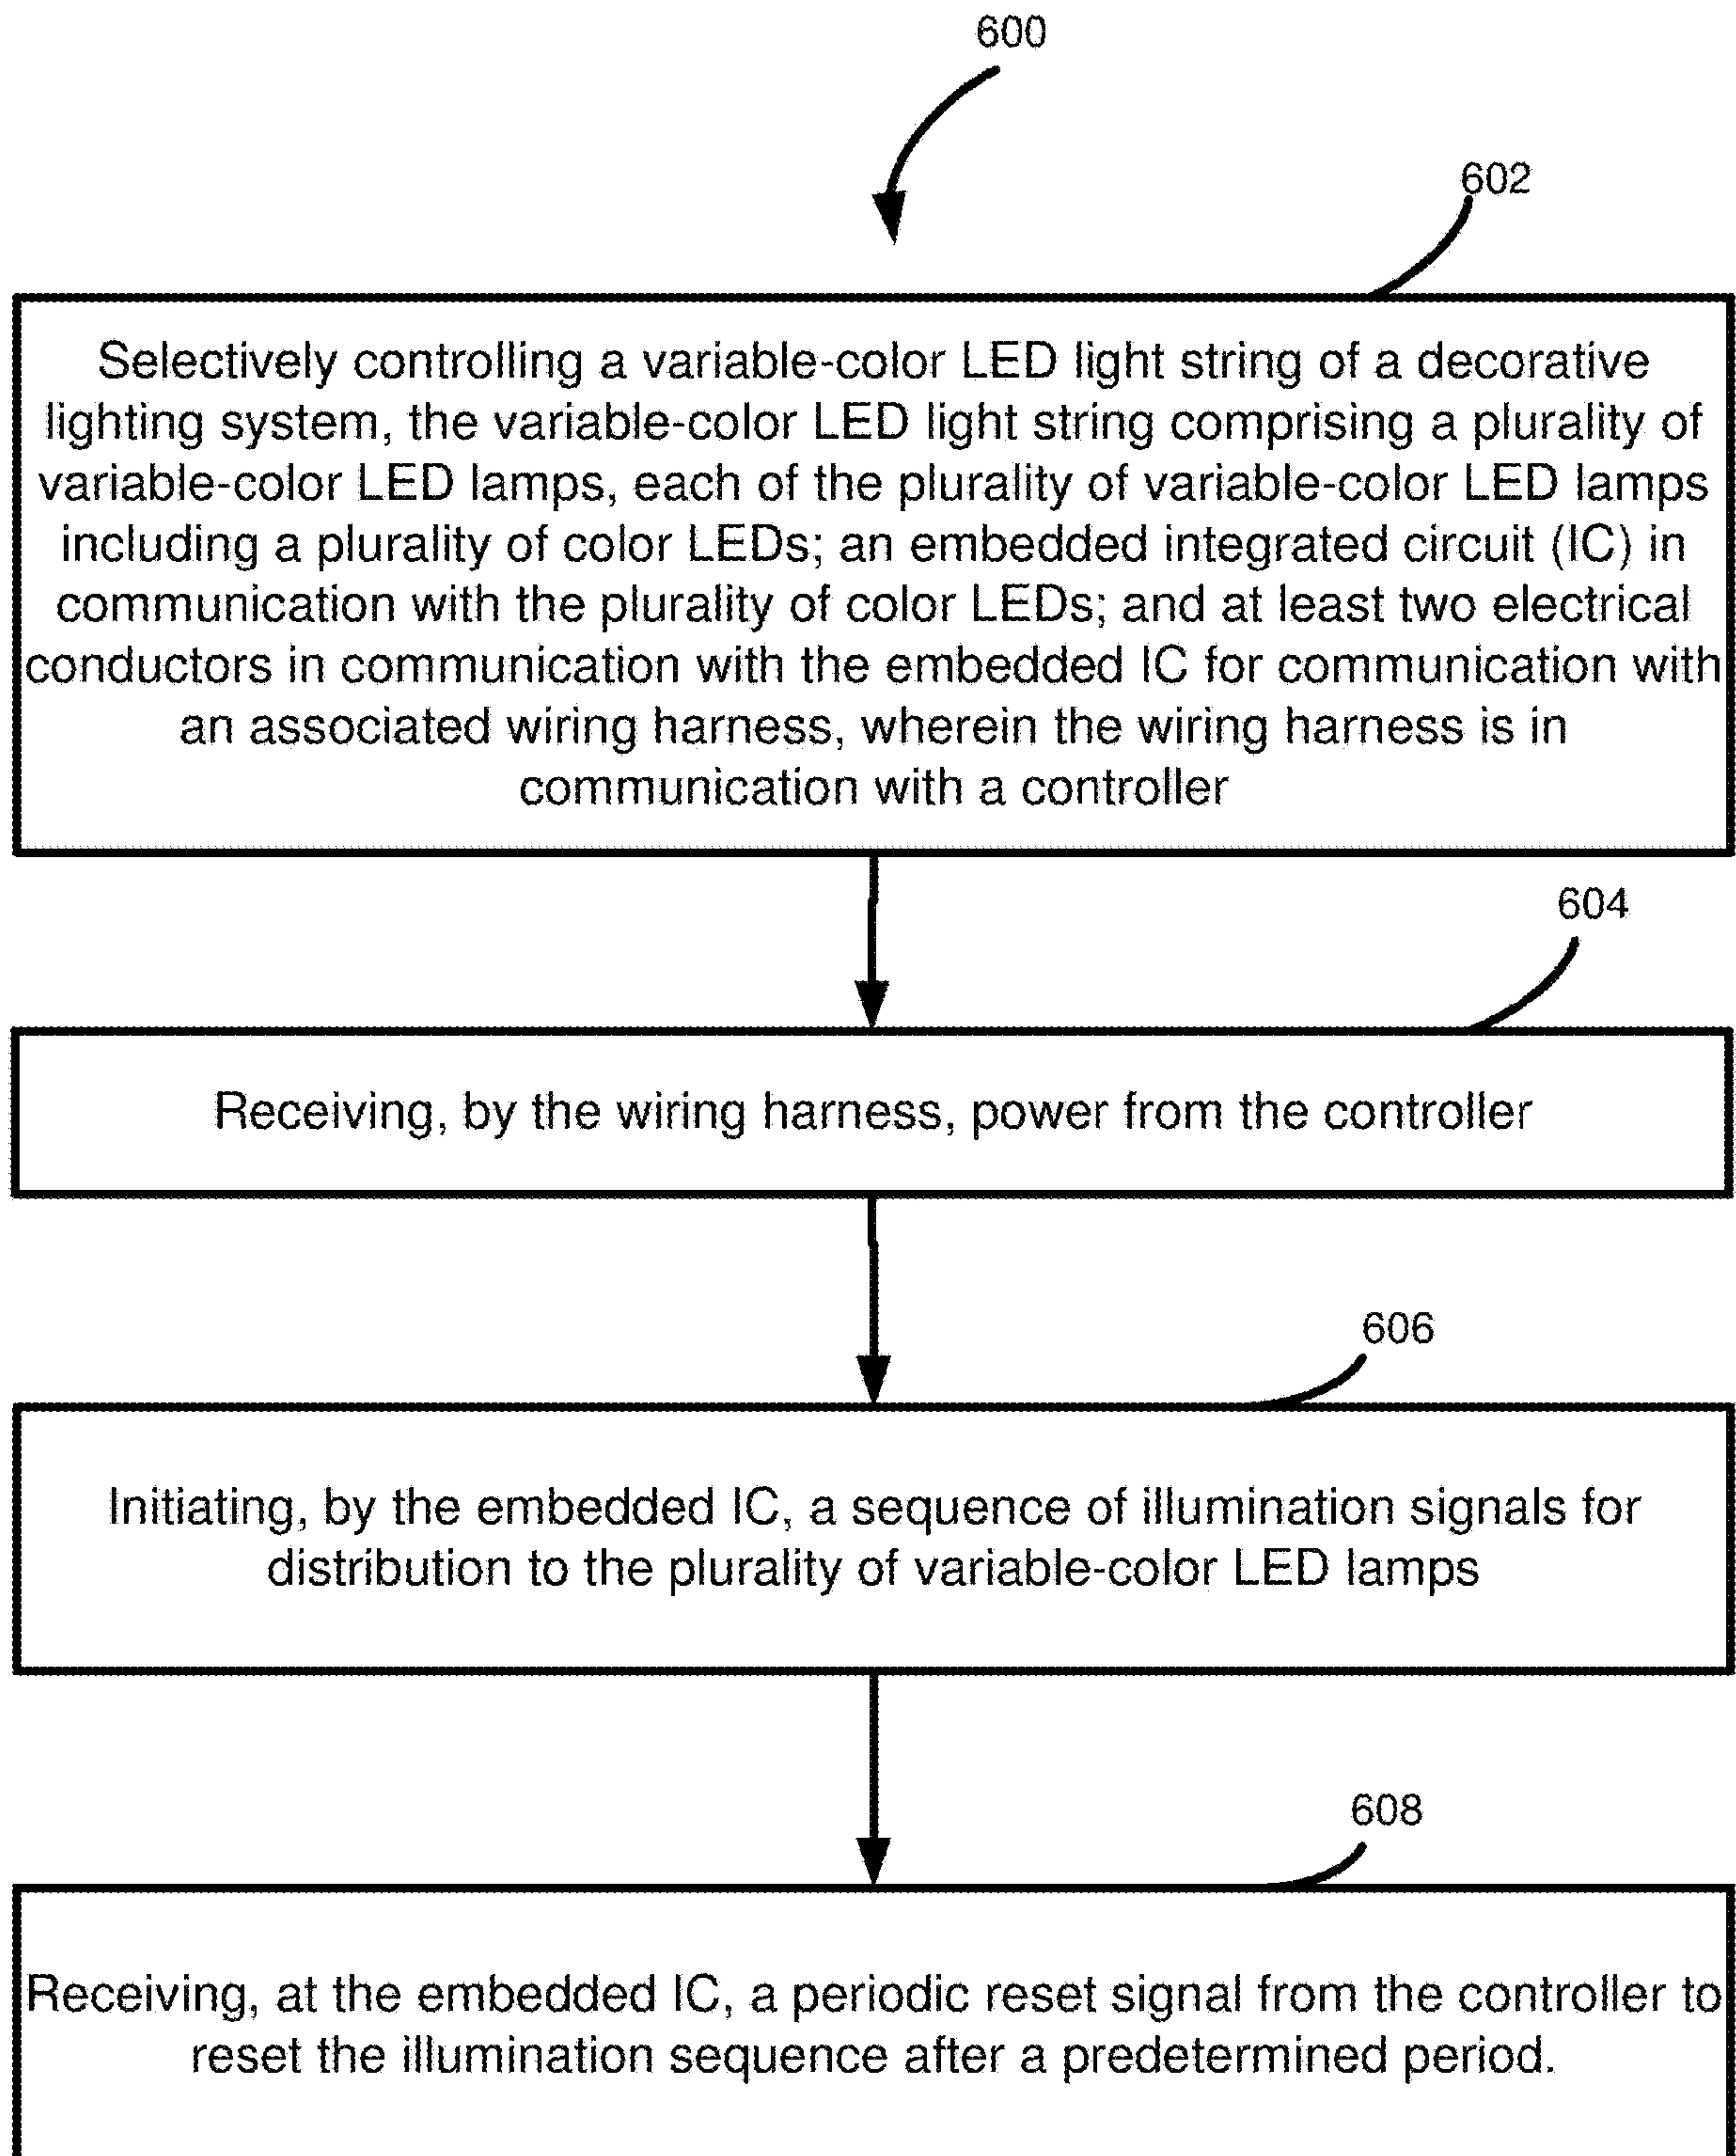 600
602
Selectively controlling a variable-color LED light string of a decorative
lighting system, the variable-color LED light string comprising a plurality of
variable-color LED lamps, each of the plurality of variable-color LED lamps
including a plurality of color LEDs; an embedded integrated circuit (IC) in
communication with the plurality of color LEDs; and at least two electrical
conductors in communication with the embedded IC for communication with
an associated wiring harness, wherein the wiring harness is in
communication with a controller
604
Receiving, by the wiring harness, power from the controller
606
Initiating, by the embedded IC, a sequence of illumination signals for
distribution to the plurality of variable-color LED lamps
608
Receiving, at the embedded IC, a periodic reset signal from the controller to
reset the illumination sequence after a predetermined period.